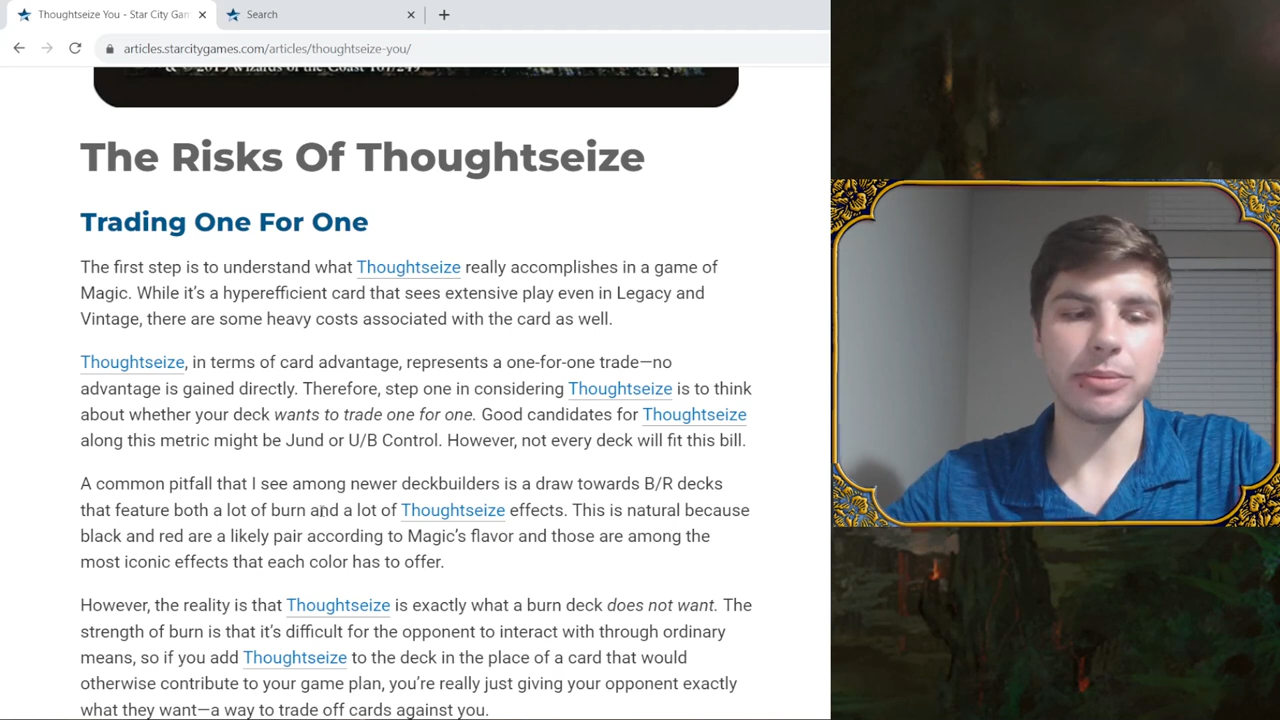 Thoughtseize You - Star City Gam
Search
articles.starcitygames.com/articles/thoughtseize-you/
& © 2013 Wizards of the Coast 107/249
The Risks Of Thoughtseize
Trading One For One
The first step is to understand what Thoughtseize really accomplishes in a game of
Magic. While it's a hyperefficient card that sees extensive play even in Legacy and
Vintage, there are some heavy costs associated with the card as well.
Thoughtseize, in terms of card advantage, represents a one-for-one trade—no
advantage is gained directly. Therefore, step one in considering Thoughtseize is to think
about whether your deck wants to trade one for one. Good candidates for Thoughtseize
along this metric might be Jund or U/B Control. However, not every deck will fit this bill.
A common pitfall that I see among newer deckbuilders is a draw towards B/R decks
that feature both a lot of burn and a lot of Thoughtseize effects. This is natural because
black and red are a likely pair according to Magic's flavor and those are among the
most iconic effects that each color has to offer.
However, the reality is that Thoughtseize is exactly what a burn deck does not want. The
strength of burn is that it's difficult for the opponent to interact with through ordinary
means, so if you add Thoughtseize to the deck in the place of a card that would
otherwise contribute to your game plan, you're really just giving your opponent exactly
what they want—a way to trade off cards against you.